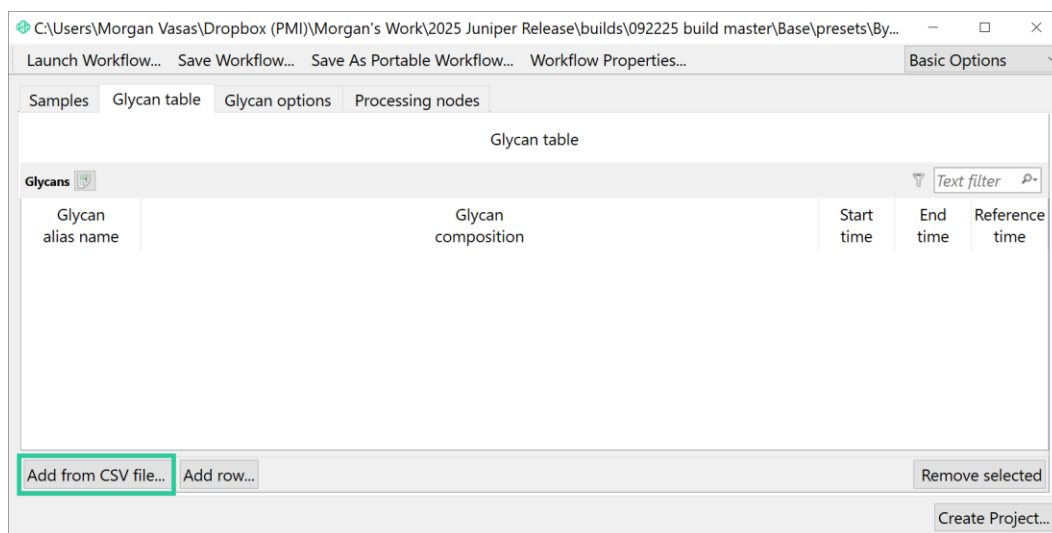 C:\Users\Morgan Vasas\Dropbox (PMI)\Morgan's Work\2025 Juniper Release\builds\092225 build master\Base\presets\By...
Launch Workflow... Save Workflow... Save As Portable Workflow... Workflow Properties... Basic Options
Samples Glycan table Glycan options Processing nodes
Glycan table
Glycans Text filter
Glycan Glycan Start End Reference
alias name composition time time time
Add from CSV file... Add row... Remove selected
Create Project...